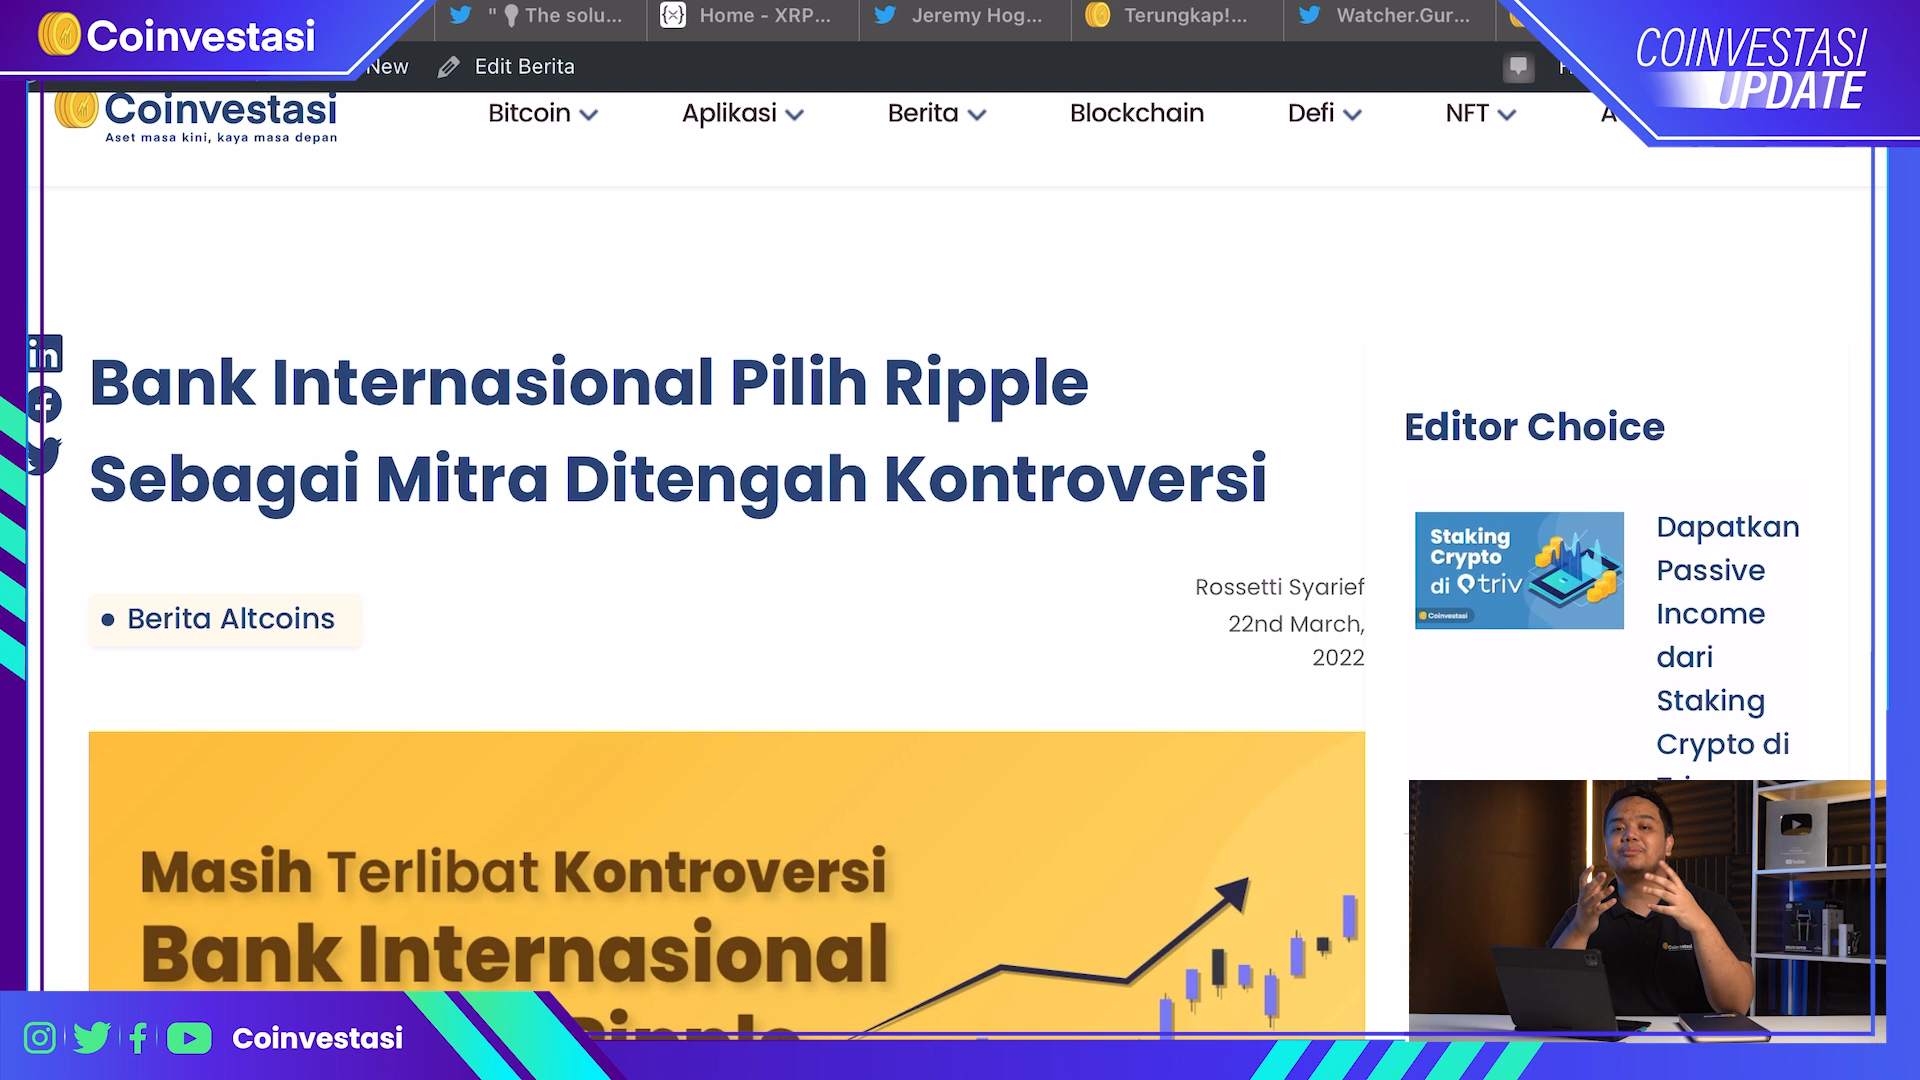 Coinvestasi
" The solu...
Home - XRP...
Jeremy Hog...
Terungkap!...
Watcher.Gur...
COINVESTASI
UPDATE
New
Edit Berita
Coinvestasi
Aset masa kini, kaya masa depan
Bitcoin
Aplikasi
Berita
Blockchain
Defi
NFT
Bank Internasional Pilih Ripple
Sebagai Mitra Ditengah Kontroversi
Berita Altcoins
Rossetti Syarief
22nd March,
2022
Editor Choice
Staking
Crypto
di triv
Coinvestasi
Dapatkan
Passive
Income
dari
Staking
Crypto di
Masih Terlibat Kontroversi
Bank Internasional
Ripple
Coinvestasi